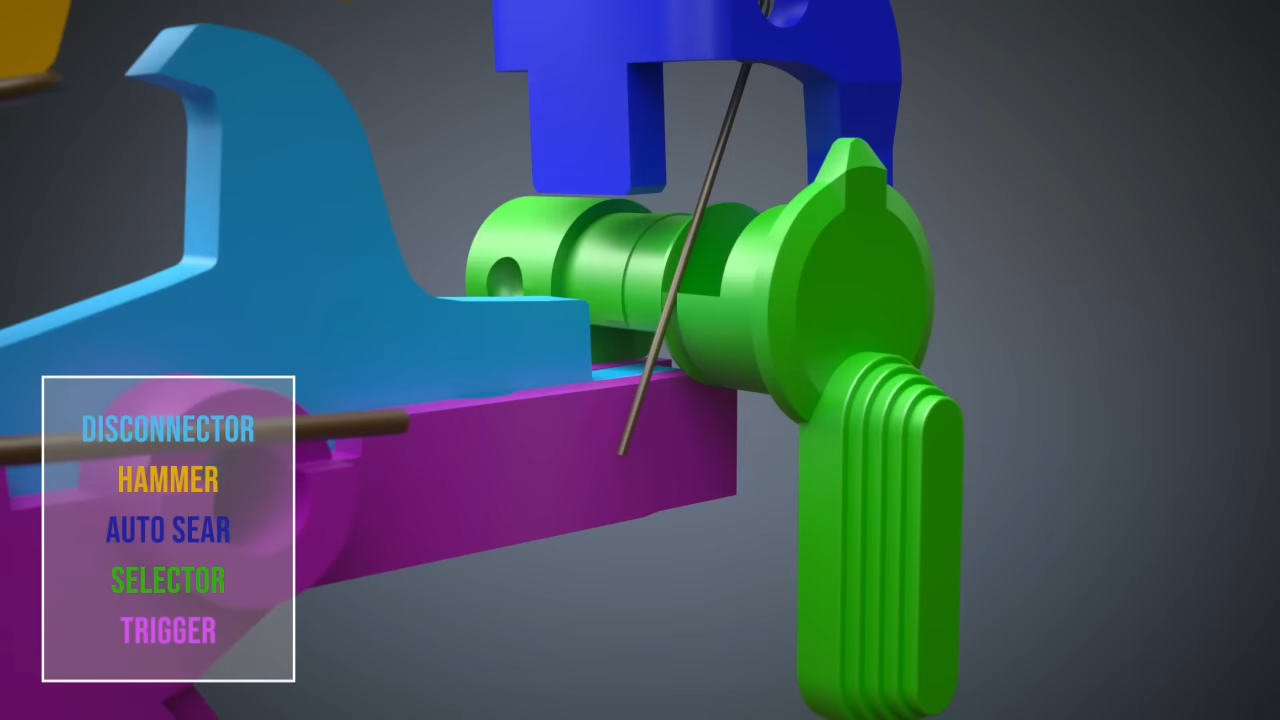 DISCONNECTOR
HAMMER
AUTO SEAR
SELECTOR
TRIGGER